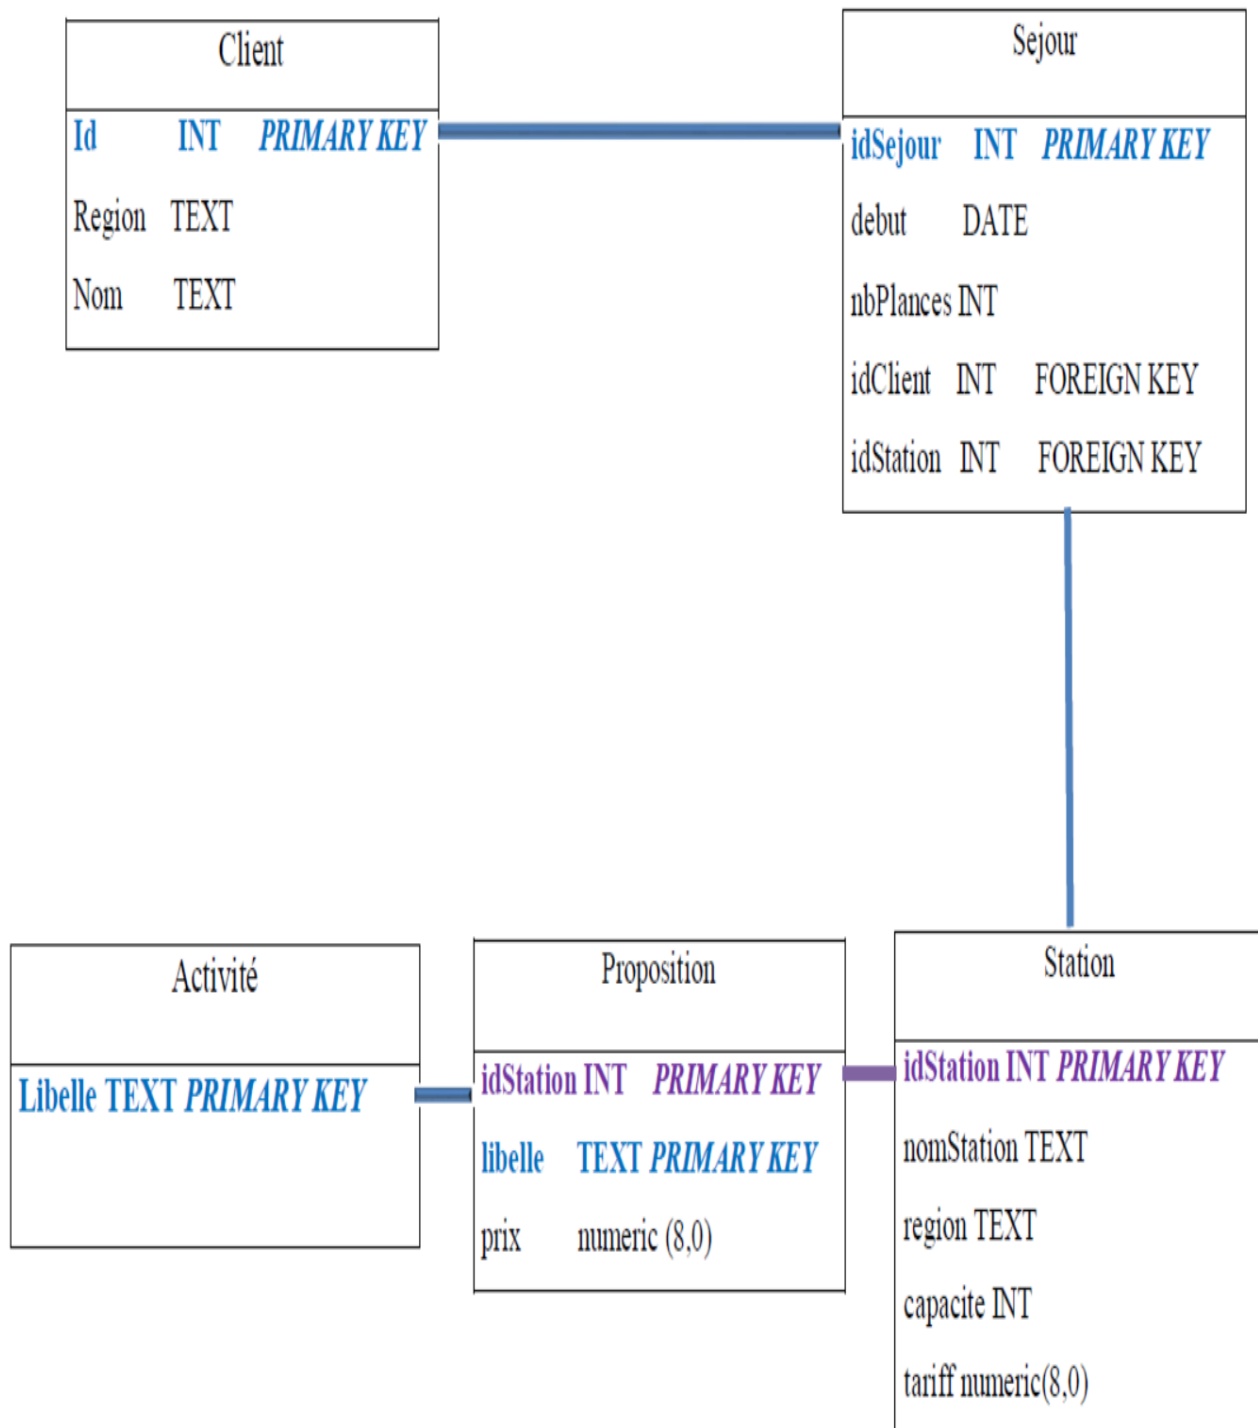 Client
Id INT PRIMARY KEY
Region TEXT
Nom TEXT
Sejour
idSejour INT PRIMARY KEY
debut DATE
nbPlances INT
idClient INT FOREIGN KEY
idStation INT FOREIGN KEY
Activité
Libelle TEXT PRIMARY KEY
Proposition
idStation INT PRIMARY KEY
libelle TEXT PRIMARY KEY
prix numeric (8,0)
Station
idStation INT PRIMARY KEY
nomStation TEXT
region TEXT
capacite INT
tariff numeric(8,0)